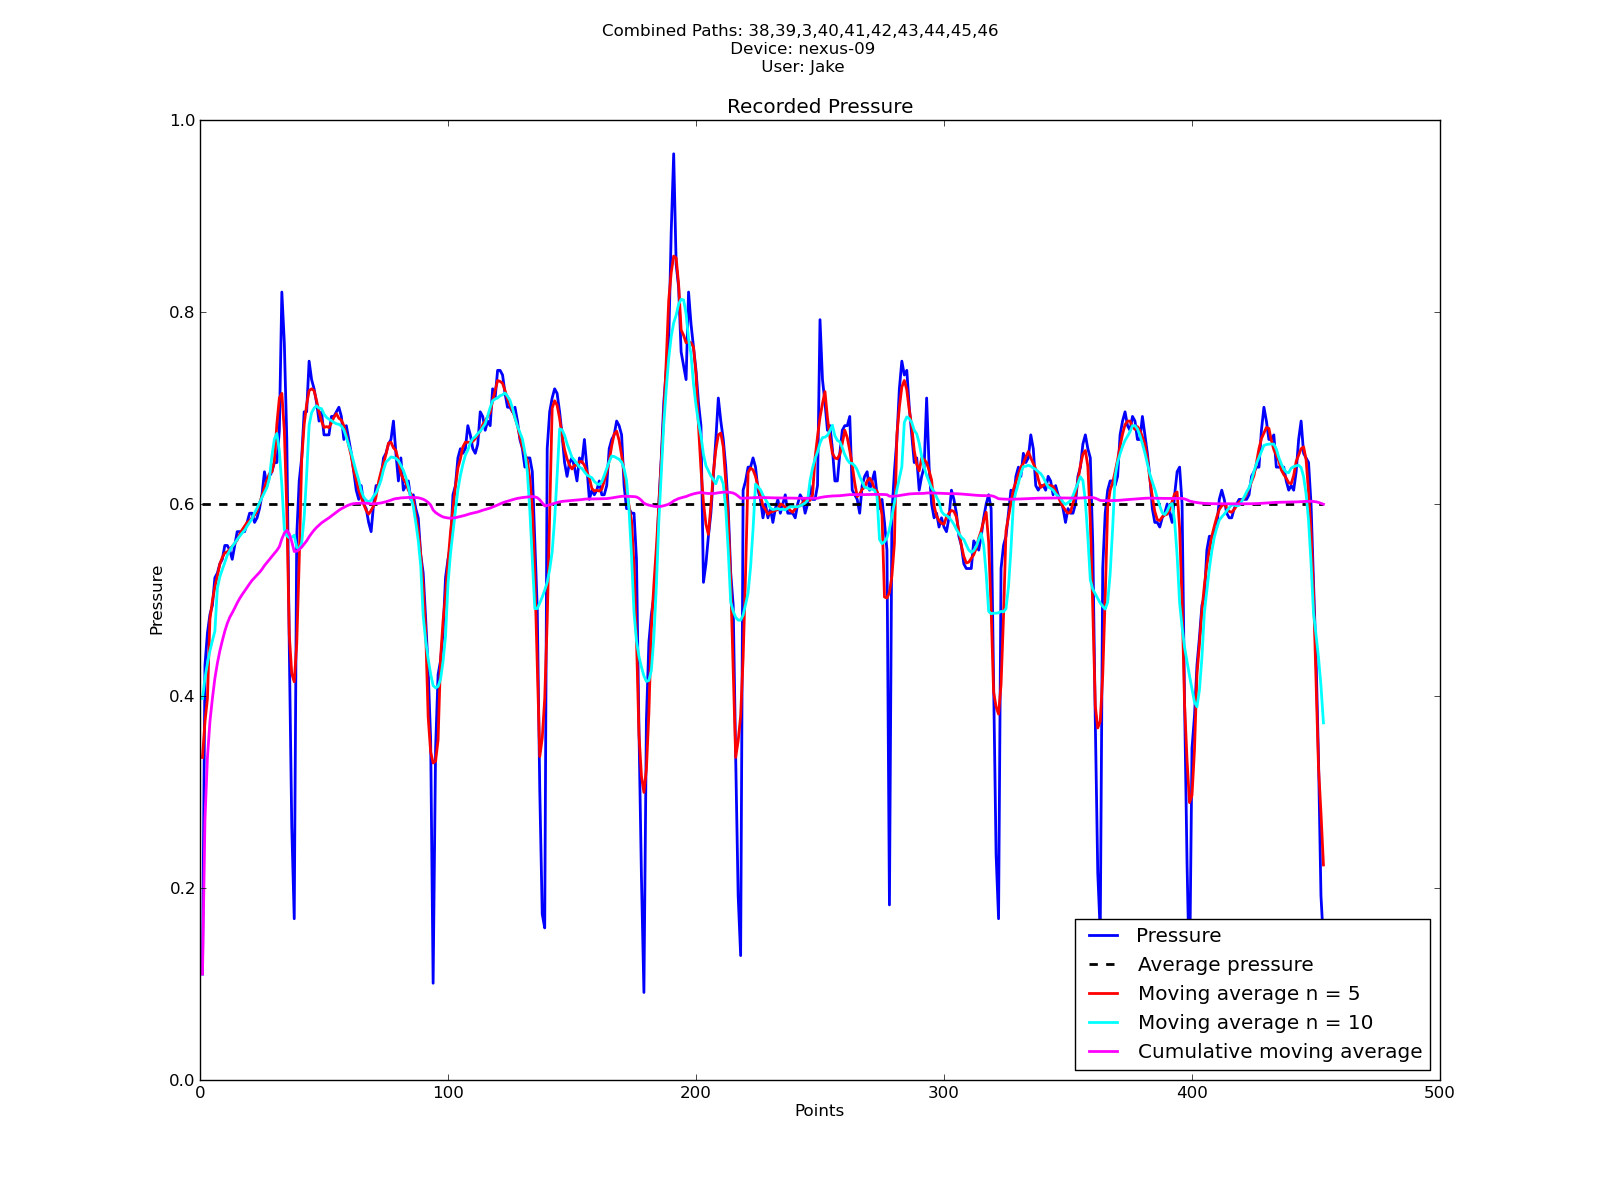 Combined Paths: 38,39,3,40,41,42,43,44,45,46
Device: nexus-09
User: Jake
Recorded Pressure
1.0
0.8
0.6
0.4
0.2
0.0
Pressure
0 100 200 300 400 500
Points
Pressure
Average pressure
Moving average n = 5
Moving average n = 10
Cumulative moving average